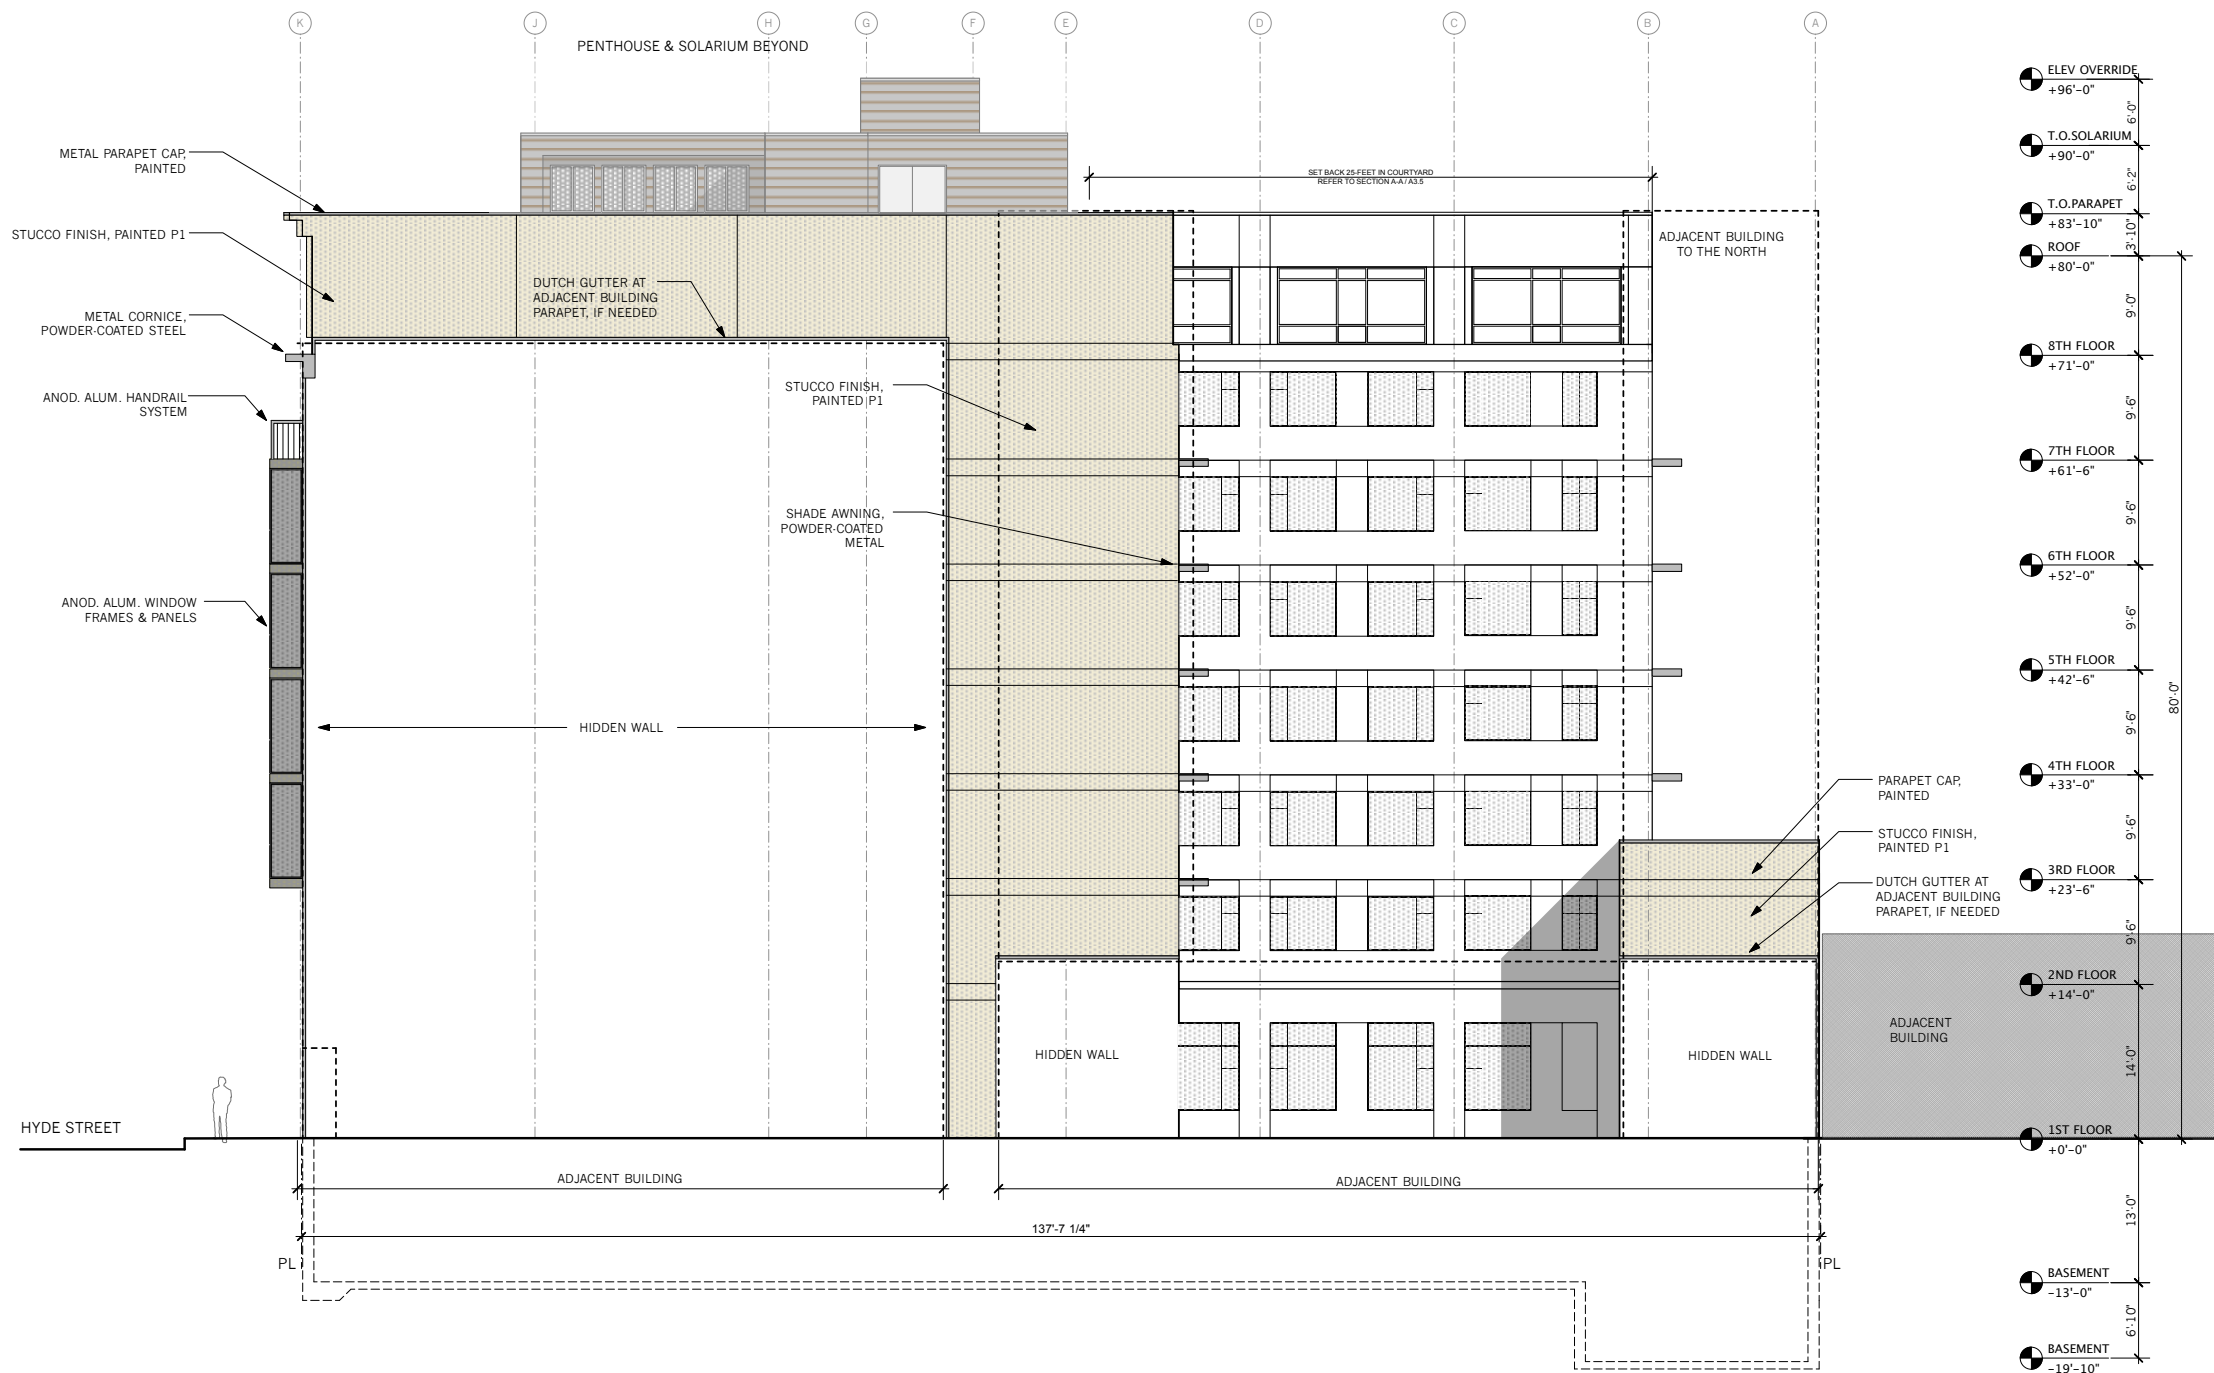 K
J
H
G
F
E
D
C
B
A
PENTHOUSE & SOLARIUM BEYOND
METAL PARAPET CAP,
PAINTED
STUCCO FINISH, PAINTED P1
METAL CORNICE,
POWDER-COATED STEEL
ANOD. ALUM. HANDRAIL
SYSTEM
ANOD. ALUM. WINDOW
FRAMES & PANELS
DUTCH GUTTER AT
ADJACENT BUILDING
PARAPET, IF NEEDED
STUCCO FINISH,
PAINTED P1
SHADE AWNING,
POWDER-COATED
METAL
HIDDEN WALL
SET BACK 25-FEET IN COURTYARD
REFER TO SECTION A-A / A3.5
ADJACENT BUILDING
TO THE NORTH
PARAPET CAP,
PAINTED
STUCCO FINISH,
PAINTED P1
DUTCH GUTTER AT
ADJACENT BUILDING
PARAPET, IF NEEDED
HIDDEN WALL
HIDDEN WALL
ADJACENT
BUILDING
HYDE STREET
ADJACENT BUILDING
ADJACENT BUILDING
137'-7 1/4"
PL
PL
ELEV OVERRIDE
+96'-0"
6'-0"
T.O.SOLARIUM
+90'-0"
6'-2"
T.O.PARAPET
+83'-10"
3'-10"
ROOF
+80'-0"
9'-0"
8TH FLOOR
+71'-0"
9'-6"
7TH FLOOR
+61'-6"
9'-6"
6TH FLOOR
+52'-0"
9'-6"
5TH FLOOR
+42'-6"
9'-6"
4TH FLOOR
+33'-0"
9'-6"
3RD FLOOR
+23'-6"
9'-6"
2ND FLOOR
+14'-0"
14'-0"
1ST FLOOR
+0'-0"
13'-0"
BASEMENT
-13'-0"
6'-10"
BASEMENT
-19'-10"
80'-0"